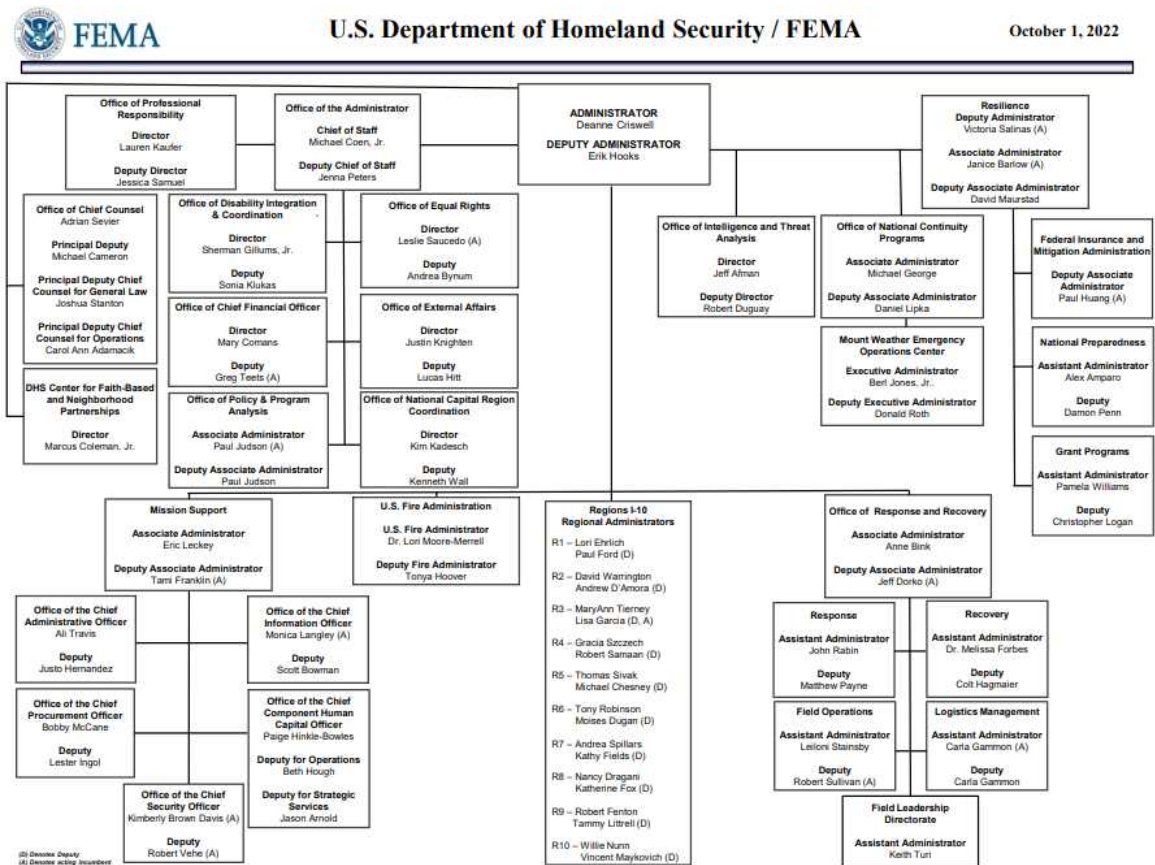 FEMA
U.S. Department of Homeland Security / FEMA
October 1, 2022
Office of Professional
Responsibility
Director
Lauren Kaufer
Deputy Director
Jessica Samuel
Office of the Administrator
Chief of Staff
Michael Coen, Jr.
Deputy Chief of Staff
Jenna Peters
ADMINISTRATOR
Deanne Criswell
DEPUTY ADMINISTRATOR
Erik Hooks
Resilience
Deputy Administrator
Victoria Salinas (A)
Associate Administrator
Janice Barlow (A)
Deputy Associate Administrator
David Maurstad
Office of Chief Counsel
Adrian Sevier
Principal Deputy
Michael Cameron
Principal Deputy Chief
Counsel for General Law
Joshua Stanton
Principal Deputy Chief
Counsel for Operations
Carol Ann Adamacik
Office of Disability Integration
& Coordination
Director
Sherman Gillums, Jr.
Deputy
Sonia Klukas
Office of Equal Rights
Director
Leslie Saucedo (A)
Deputy
Andrea Bynum
Office of Intelligence and Threat
Analysis
Director
Jeff Afman
Deputy Director
Robert Duguay
Office of National Continuity
Programs
Associate Administrator
Michael George
Deputy Associate Administrator
Daniel Lipka
Federal Insurance and
Mitigation Administration
Deputy Associate
Administrator
Paul Huang (A)
Office of Chief Financial Officer
Director
Mary Comans
Deputy
Greg Teets (A)
Office of External Affairs
Director
Justin Knighten
Deputy
Lucas Hitt
Mount Weather Emergency
Operations Center
Executive Administrator
Berl Jones, Jr.
Deputy Executive Administrator
Donald Roth
National Preparedness
Assistant Administrator
Alex Amparo
Deputy
Damon Penn
DHS Center for Faith-Based
and Neighborhood
Partnerships
Director
Marcus Coleman, Jr.
Office of Policy & Program
Analysis
Associate Administrator
Paul Judson (A)
Deputy Associate Administrator
Paul Judson
Office of National Capital Region
Coordination
Director
Kim Kadesch
Deputy
Kenneth Wall
Grant Programs
Assistant Administrator
Pamela Williams
Deputy
Christopher Logan
Mission Support
Associate Administrator
Eric Leckey
Deputy Associate Administrator
Tami Franklin (A)
U.S. Fire Administration
U.S. Fire Administrator
Dr. Lori Moore-Merrell
Deputy Fire Administrator
Tonya Hoover
Regions I-10
Regional Administrators
R1 – Lori Ehrlich
Paul Ford (D)
R2 – David Warrington
Andrew D'Amora (D)
R3 – MaryAnn Tierney
Lisa Garcia (D, A)
R4 – Gracia Szczech
Robert Samaan (D)
R5 – Thomas Sivak
Michael Chesney (D)
R6 – Tony Robinson
Moises Dugan (D)
R7 – Andrea Spillars
Kathy Fields (D)
R8 – Nancy Dragani
Katherine Fox (D)
R9 – Robert Fenton
Tammy Littrell (D)
R10 – Willie Nunn
Vincent Maykovich (D)
Office of Response and Recovery
Associate Administrator
Anne Bink
Deputy Associate Administrator
Jeff Dorko (A)
Office of the Chief
Administrative Officer
Ali Travis
Deputy
Justo Hernandez
Office of the Chief
Information Officer
Monica Langley (A)
Deputy
Scott Bowman
Response
Assistant Administrator
John Rabin
Deputy
Matthew Payne
Recovery
Assistant Administrator
Dr. Melissa Forbes
Deputy
Colt Hagmaier
Office of the Chief
Procurement Officer
Bobby McCane
Deputy
Lester Ingol
Office of the Chief
Component Human
Capital Officer
Paige Hinkle-Bowles
Deputy for Operations
Beth Hough
Deputy for Strategic
Services
Jason Arnold
Field Operations
Assistant Administrator
Leiloni Stainsby
Deputy
Robert Sullivan (A)
Logistics Management
Assistant Administrator
Carla Gammon (A)
Deputy
Carla Gammon
Office of the Chief
Security Officer
Kimberly Brown Davis (A)
Deputy
Robert Vehe (A)
Field Leadership
Directorate
Assistant Administrator
Keith Turi
(D) Denotes Deputy
(A) Denotes acting incumbent